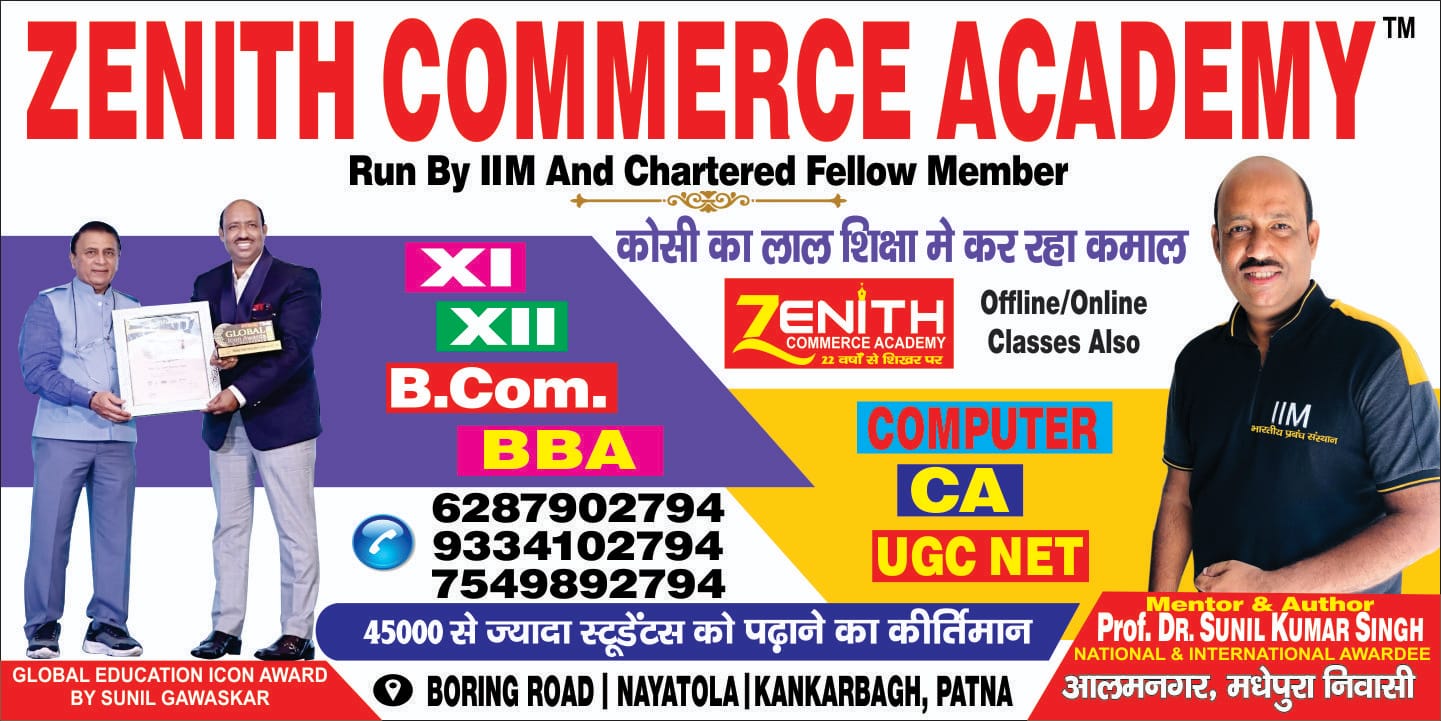 ZENITH COMMERCE ACADEMY™
Run By IIM And Chartered Fellow Member
कोसी का लाल शिक्षा मे कर रहा कमाल
XI
XII
B.Com.
BBA
ZENITH
COMMERCE ACADEMY
22 वर्षों से शिखर पर
Offline/Online
Classes Also
GLOBAL
Icon Awards
IIM
भारतीय प्रबंध संस्थान
COMPUTER
CA
UGC NET
6287902794
9334102794
7549892794
45000 से ज्यादा स्टूडेंटस को पढ़ाने का कीर्तिमान
Mentor & Author
Prof. DR. SUNIL KUMAR SINGH
NATIONAL & INTERNATIONAL AWARDEE
आलमनगर, मधेपुरा निवासी
GLOBAL EDUCATION ICON AWARD
BY SUNIL GAWASKAR
BORING ROAD | NAYATOLA | KANKARBAGH, PATNA